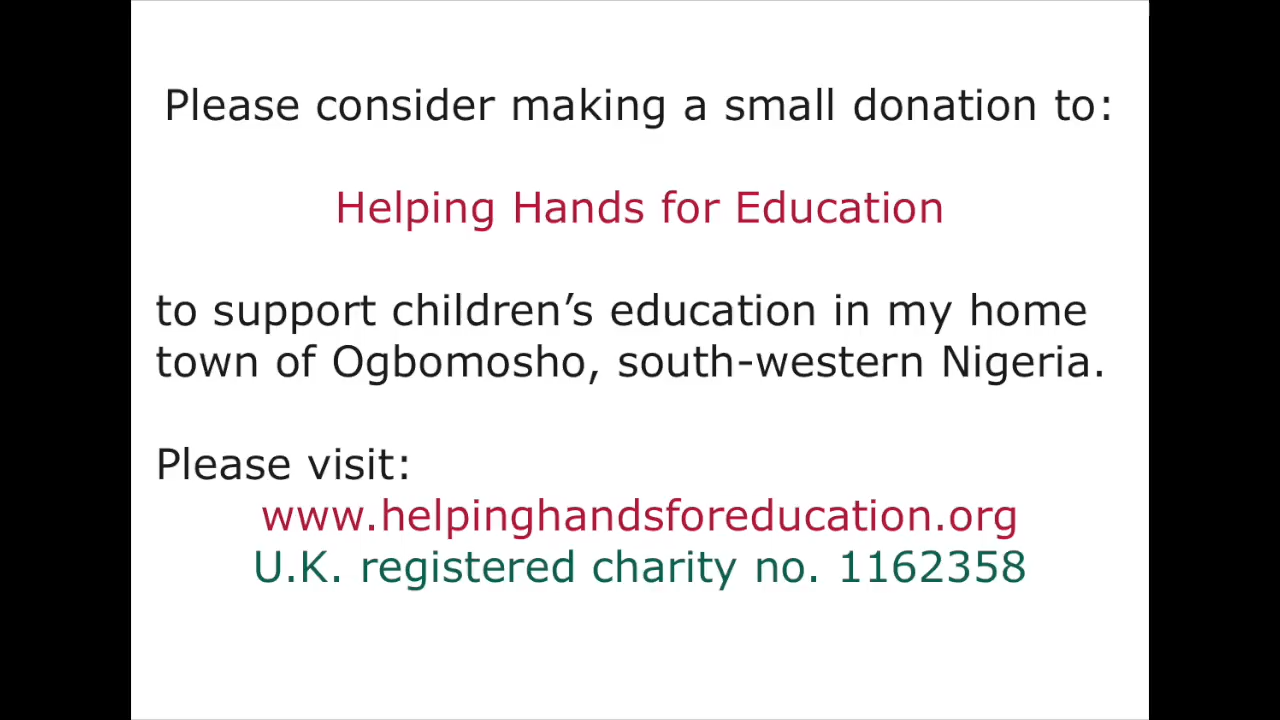 Please consider making a small donation to:
Helping Hands for Education
to support children’s education in my home
town of Ogbomosho, south-western Nigeria.
Please visit:
www.helpinghandsforeducation.org
U.K. registered charity no. 1162358